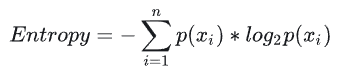 Entropy = - \sum_{i=1}^{n} p(x_i) * log_2 p(x_i)